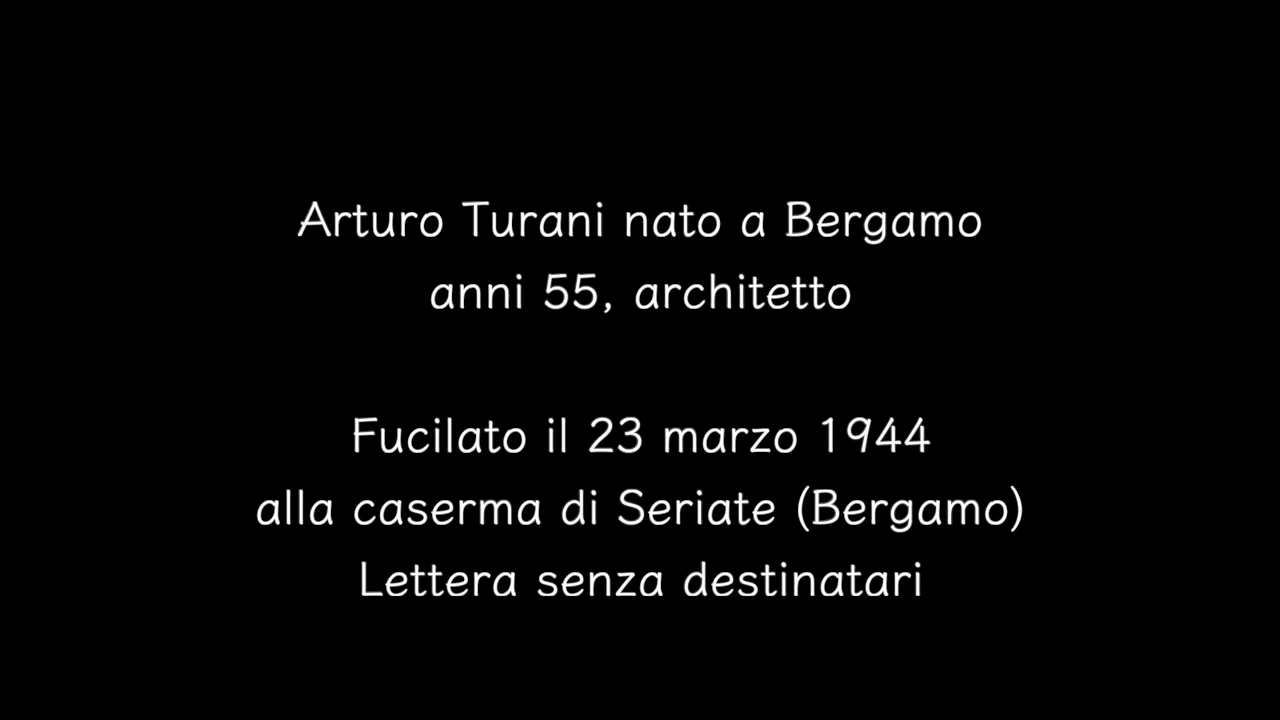 Arturo Turani nato a Bergamo
anni 55, architetto
Fucilato il 23 marzo 1944
alla caserma di Seriate (Bergamo)
Lettera senza destinatari